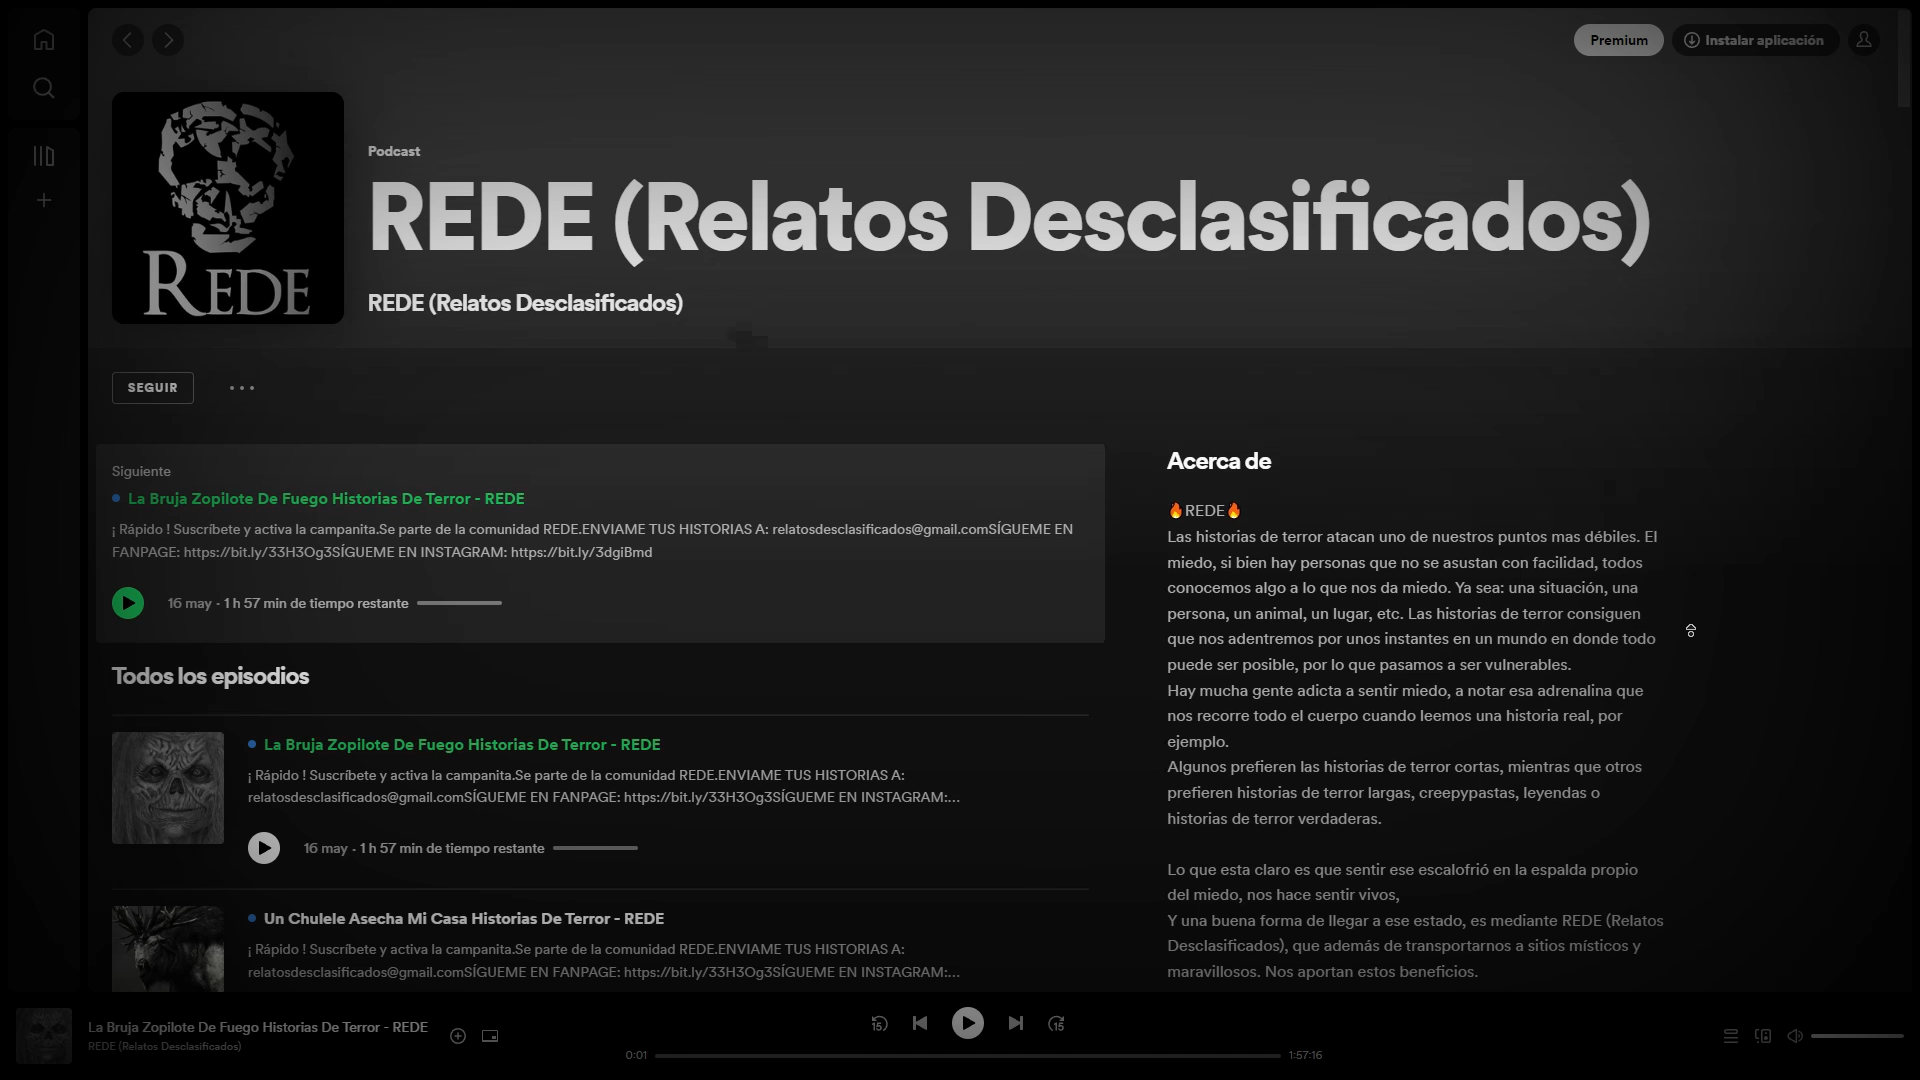 Premium
Instalar aplicación
REDE
Podcast
REDE (Relatos Desclasificados)
REDE (Relatos Desclasificados)
SEGUIR
Siguiente
La Bruja Zopilote De Fuego Historias De Terror - REDE
¡ Rápido ! Suscríbete y activa la campanita.Se parte de la comunidad REDE.ENVIAME TUS HISTORIAS A: relatosdesclasificados@gmail.comSÍGUEME EN
FANPAGE: https://bit.ly/33H3Og3SÍGUEME EN INSTAGRAM: https://bit.ly/3dgiBmd
16 may - 1 h 57 min de tiempo restante
Todos los episodios
La Bruja Zopilote De Fuego Historias De Terror - REDE
¡ Rápido ! Suscríbete y activa la campanita.Se parte de la comunidad REDE.ENVIAME TUS HISTORIAS A:
relatosdesclasificados@gmail.comSÍGUEME EN FANPAGE: https://bit.ly/33H3Og3SÍGUEME EN INSTAGRAM:...
16 may - 1 h 57 min de tiempo restante
Un Chulele Asecha Mi Casa Historias De Terror - REDE
¡ Rápido ! Suscríbete y activa la campanita.Se parte de la comunidad REDE.ENVIAME TUS HISTORIAS A:
relatosdesclasificados@gmail.comSÍGUEME EN FANPAGE: https://bit.ly/33H3Og3SÍGUEME EN INSTAGRAM:...
Acerca de
🔥REDE🔥
Las historias de terror atacan uno de nuestros puntos mas débiles. El
miedo, si bien hay personas que no se asustan con facilidad, todos
conocemos algo a lo que nos da miedo. Ya sea: una situación, una
persona, un animal, un lugar, etc. Las historias de terror consiguen
que nos adentremos por unos instantes en un mundo en donde todo
puede ser posible, por lo que pasamos a ser vulnerables.
Hay mucha gente adicta a sentir miedo, a notar esa adrenalina que
nos recorre todo el cuerpo cuando leemos una historia real, por
ejemplo.
Algunos prefieren las historias de terror cortas, mientras que otros
prefieren historias de terror largas, creepypastas, leyendas o
historias de terror verdaderas.
Lo que esta claro es que sentir ese escalofrió en la espalda propio
del miedo, nos hace sentir vivos,
Y una buena forma de llegar a ese estado, es mediante REDE (Relatos
Desclasificados), que además de transportarnos a sitios místicos y
maravillosos. Nos aportan estos beneficios.
La Bruja Zopilote De Fuego Historias De Terror - REDE
REDE (Relatos Desclasificados)
15
15
0:01
1:57:16